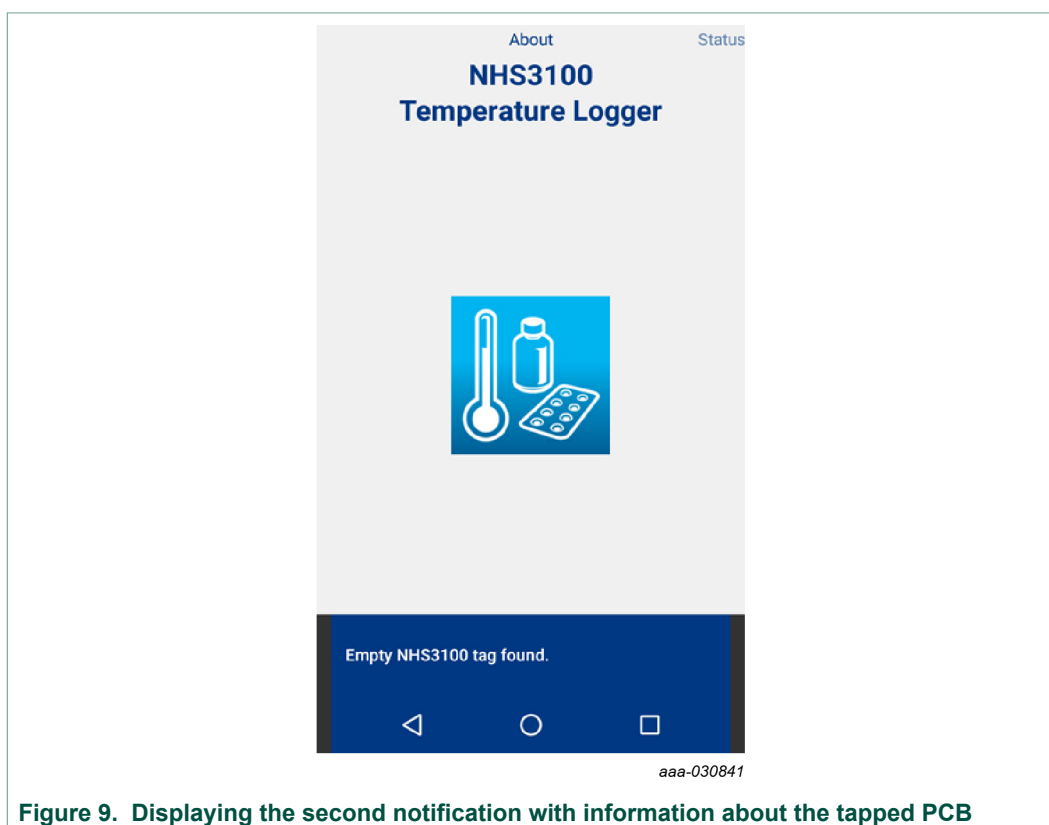 About Status
NHS3100
Temperature Logger
Empty NHS3100 tag found.
aaa-030841
Figure 9. Displaying the second notification with information about the tapped PCB